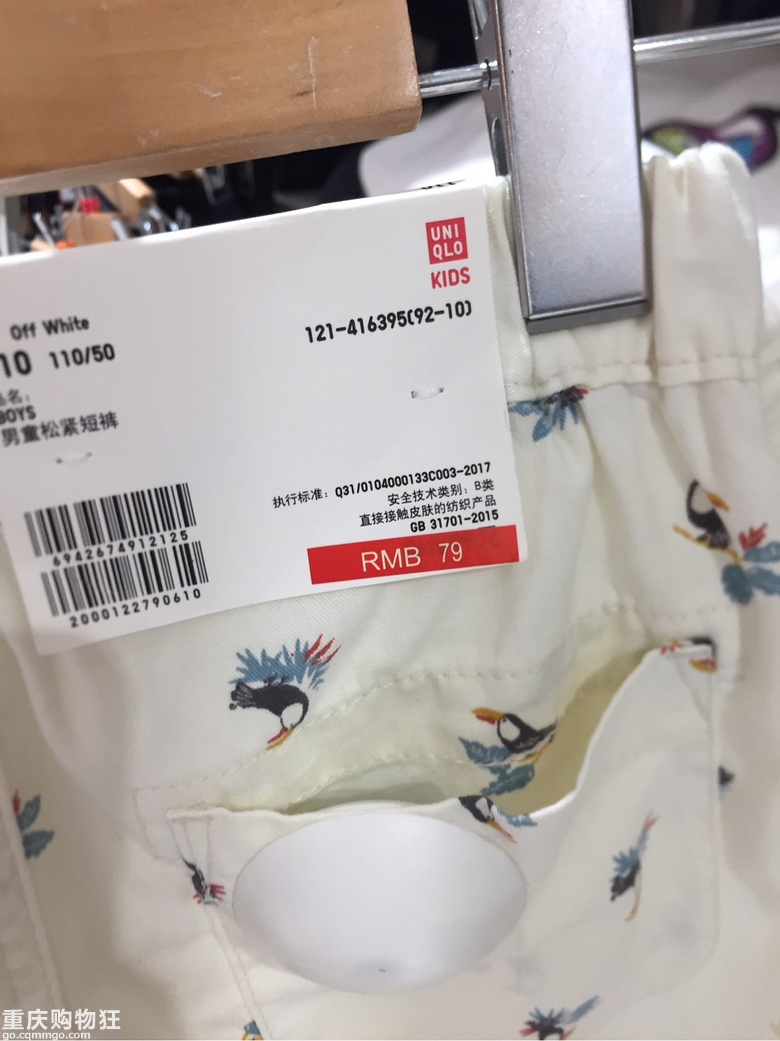 UNI
QLO
KIDS
Off White
121-416395(92-10)
110/50
BOYS
男童松紧短裤
执行标准: Q31/0104000133C003-2017
安全技术类别: B类
直接接触皮肤的纺织产品
GB 31701-2015
RMB 79
6942674912125
2000122790610
重庆购物狂
go.cqmmgo.com